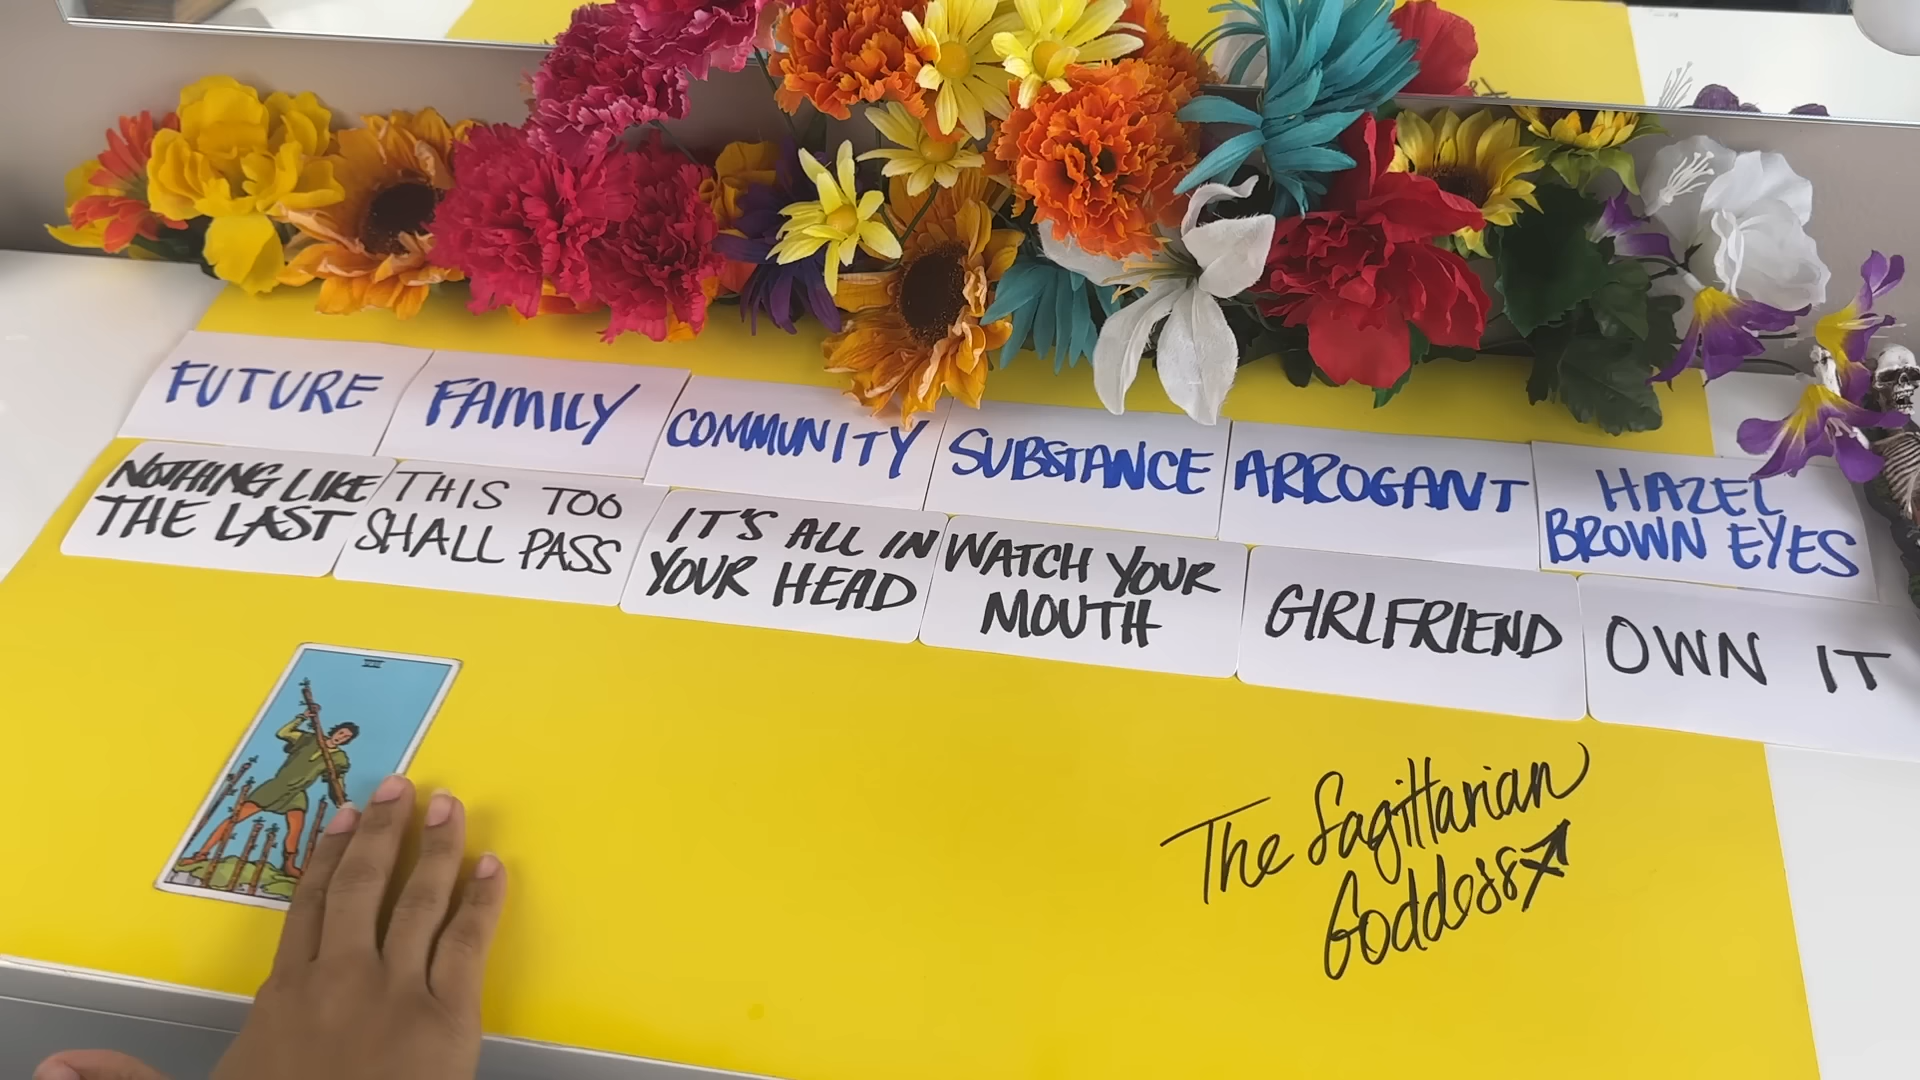 FUTURE
FAMILY
COMMUNITY
SUBSTANCE
ARROGANT
HAZEL
BROWN EYES
NOTHING LIKE
THE LAST
THIS TOO
SHALL PASS
IT'S ALL IN
YOUR HEAD
WATCH YOUR
MOUTH
GIRLFRIEND
OWN IT
VII
The Sagittarian
Goddess